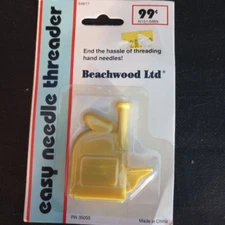 99¢
End the hassle of threading
hand needles!
Beachwood Ltd
easy needle threader
Made in China